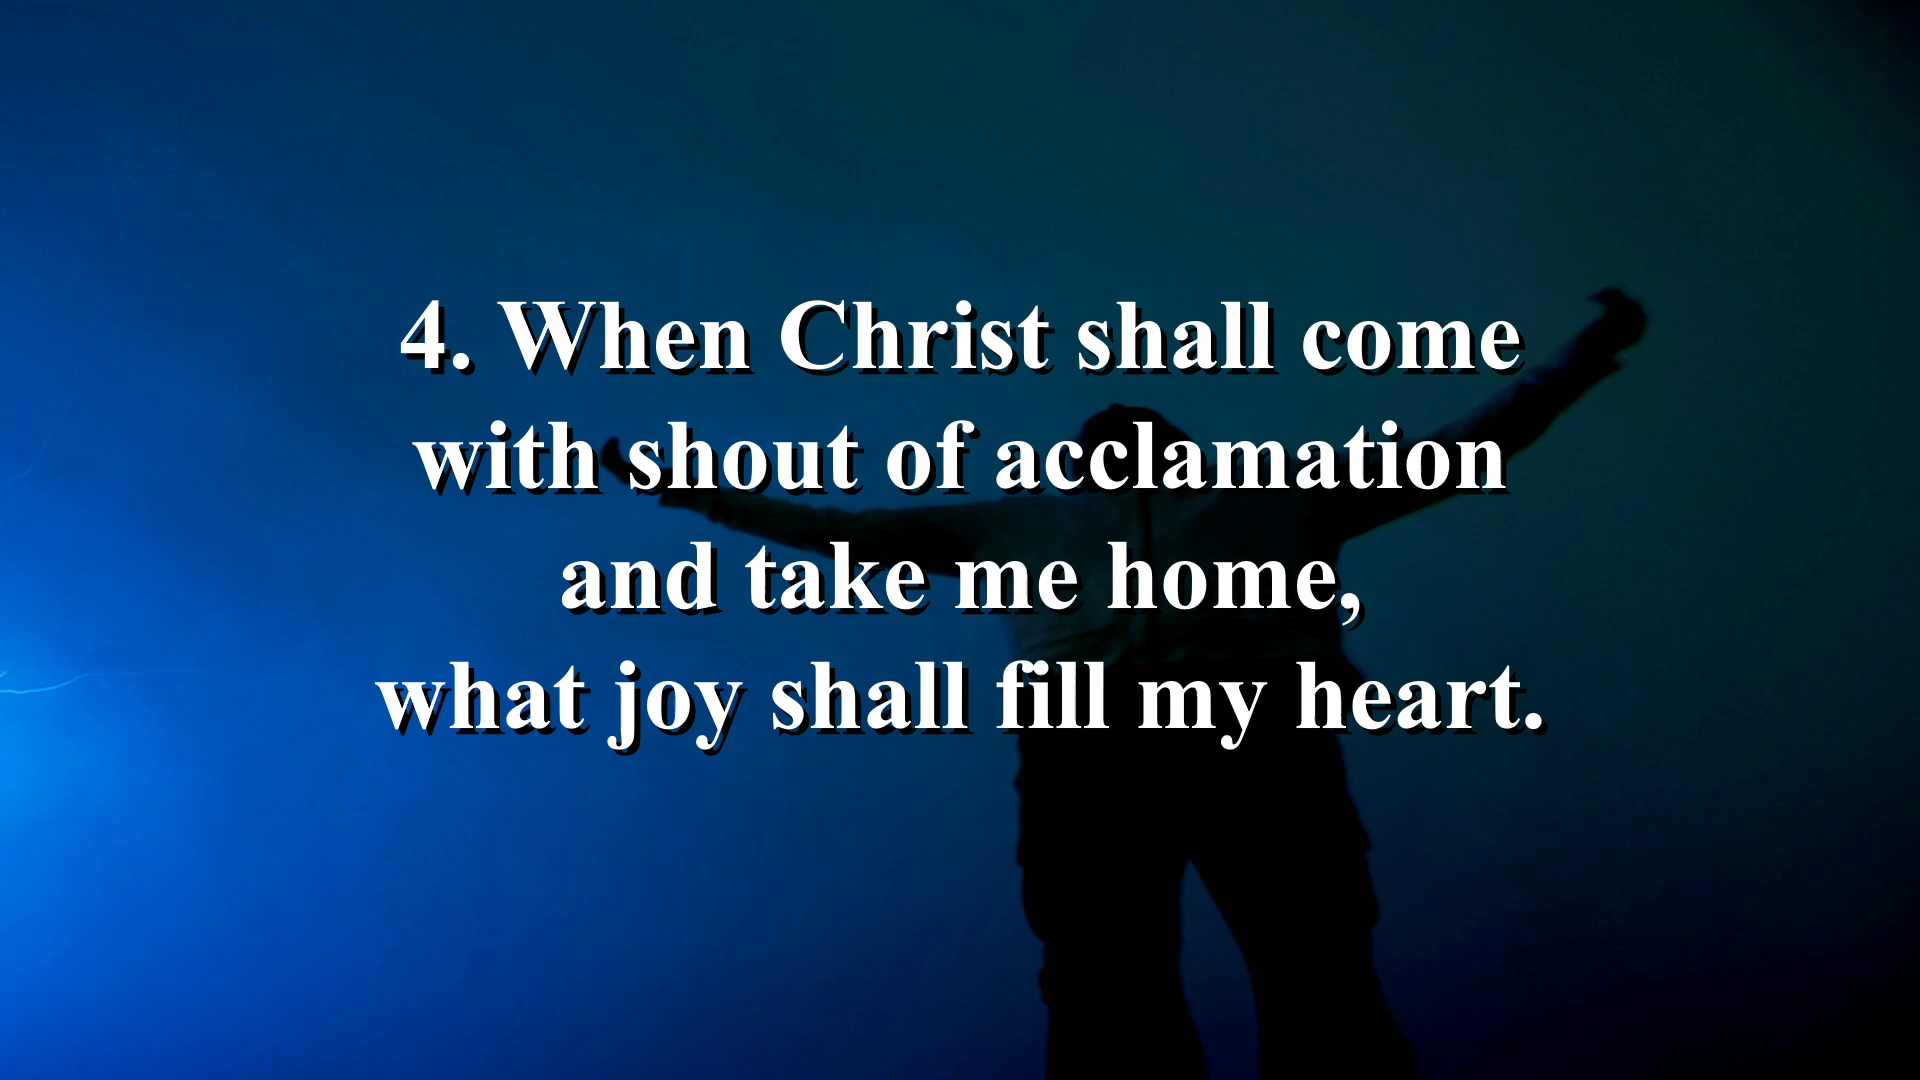 4. When Christ shall come
with shout of acclamation
and take me home,
what joy shall fill my heart.